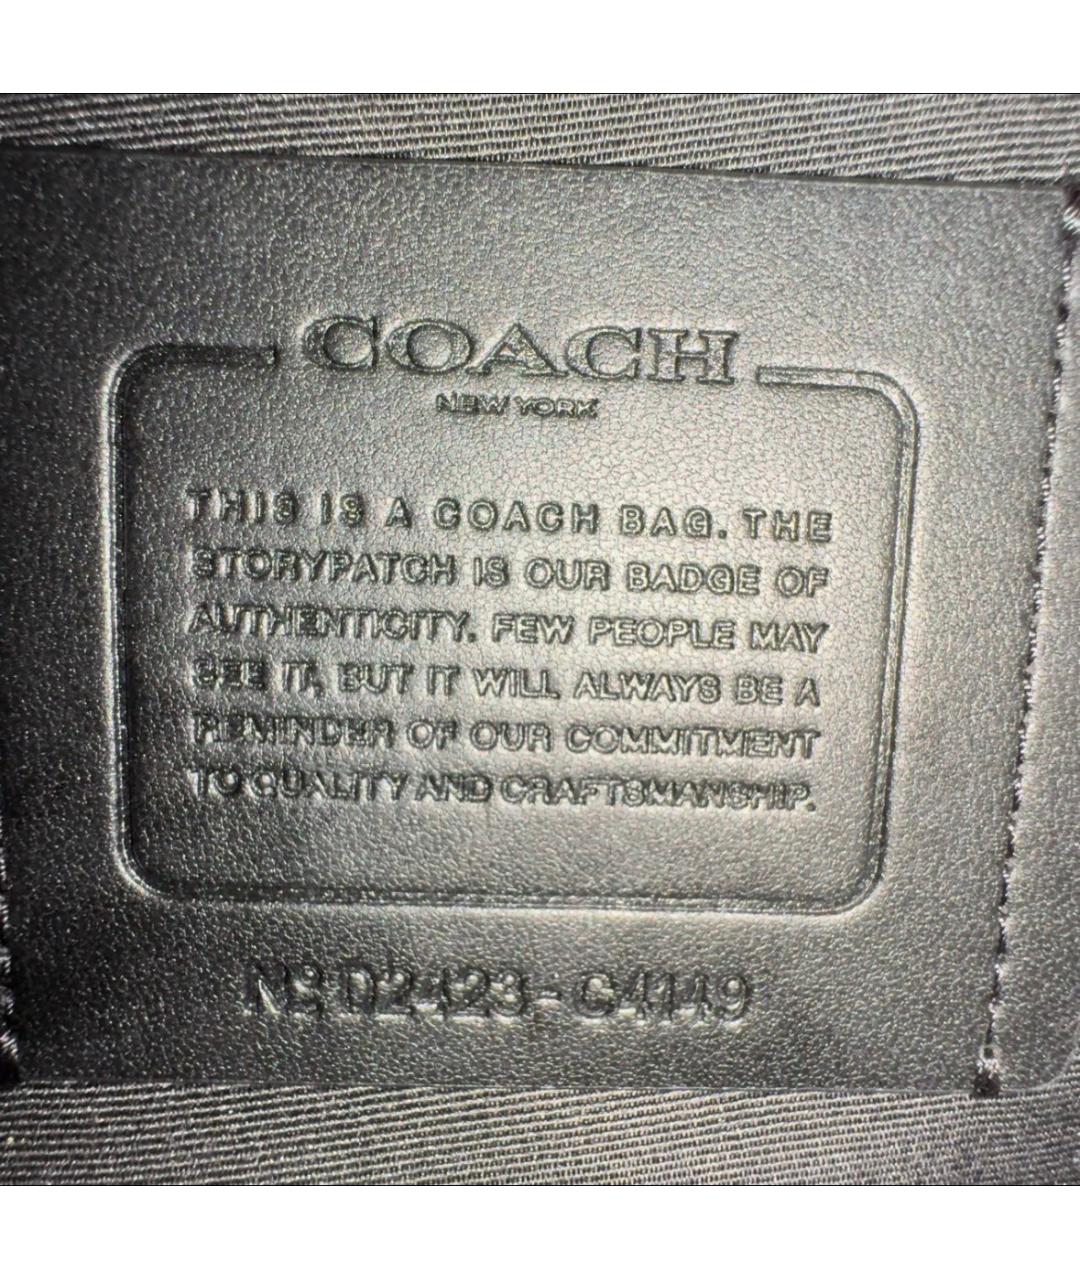 COACH
NEW YORK
THIS IS A COACH BAG. THE
STORYPATCH IS OUR BADGE OF
AUTHENTICITY. FEW PEOPLE MAY
SEE IT, BUT IT WILL ALWAYS BE A
REMINDER OF OUR COMMITMENT
TO QUALITY AND CRAFTSMANSHIP.
Nº D2423-C4149